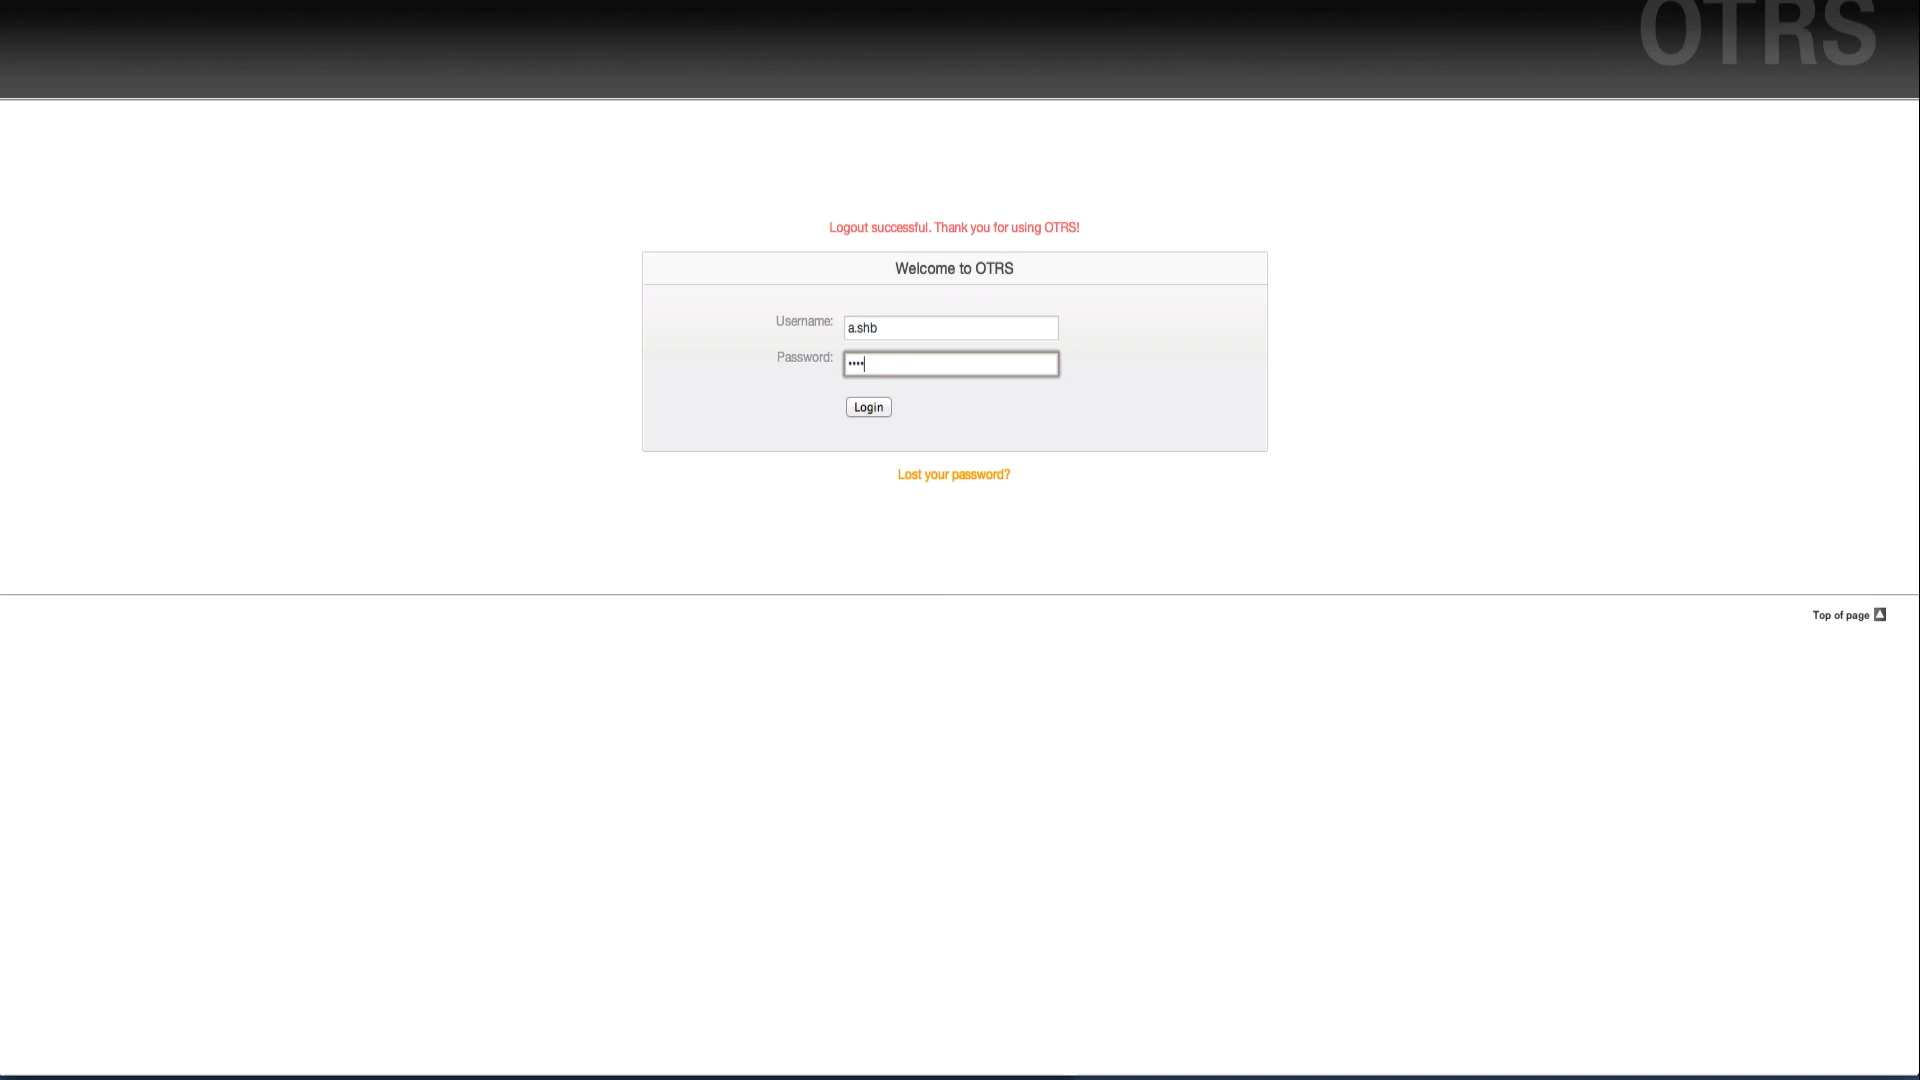 OTRS
Logout successful. Thank you for using OTRS!
Welcome to OTRS
Username: a.shb
Password: ••••
Login
Lost your password?
Top of page